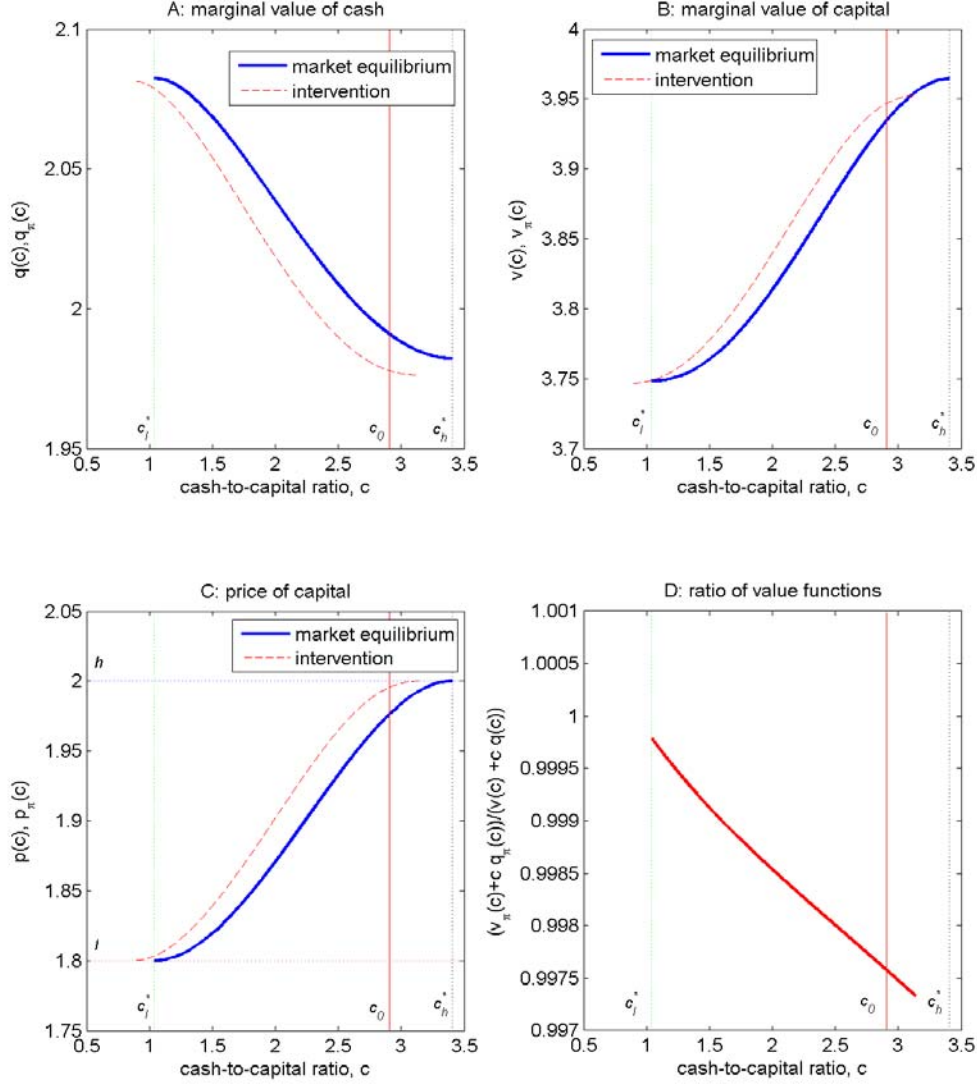 A: marginal value of cash
2.1
2.05
2
1.95
q(c),q_π(c)
market equilibrium
intervention
c_l^*
c_0
c_h^*
0.5 1 1.5 2 2.5 3 3.5
cash-to-capital ratio, c
B: marginal value of capital
4
3.95
3.9
3.85
3.8
3.75
3.7
v(c), v_π(c)
market equilibrium
intervention
c_l^*
c_0
c_h^*
0.5 1 1.5 2 2.5 3 3.5
cash-to-capital ratio, c
C: price of capital
2.05
2
1.95
1.9
1.85
1.8
1.75
p(c), p_π(c)
market equilibrium
intervention
h
l
c_l^*
c_0
c_h^*
0.5 1 1.5 2 2.5 3 3.5
cash-to-capital ratio, c
D: ratio of value functions
1.001
1.0005
1
0.9995
0.999
0.9985
0.998
0.9975
0.997
(v_π(c)+c q_π(c))/(v(c) +c q(c))
c_l^*
c_0
c_h^*
0.5 1 1.5 2 2.5 3 3.5
cash-to-capital ratio, c